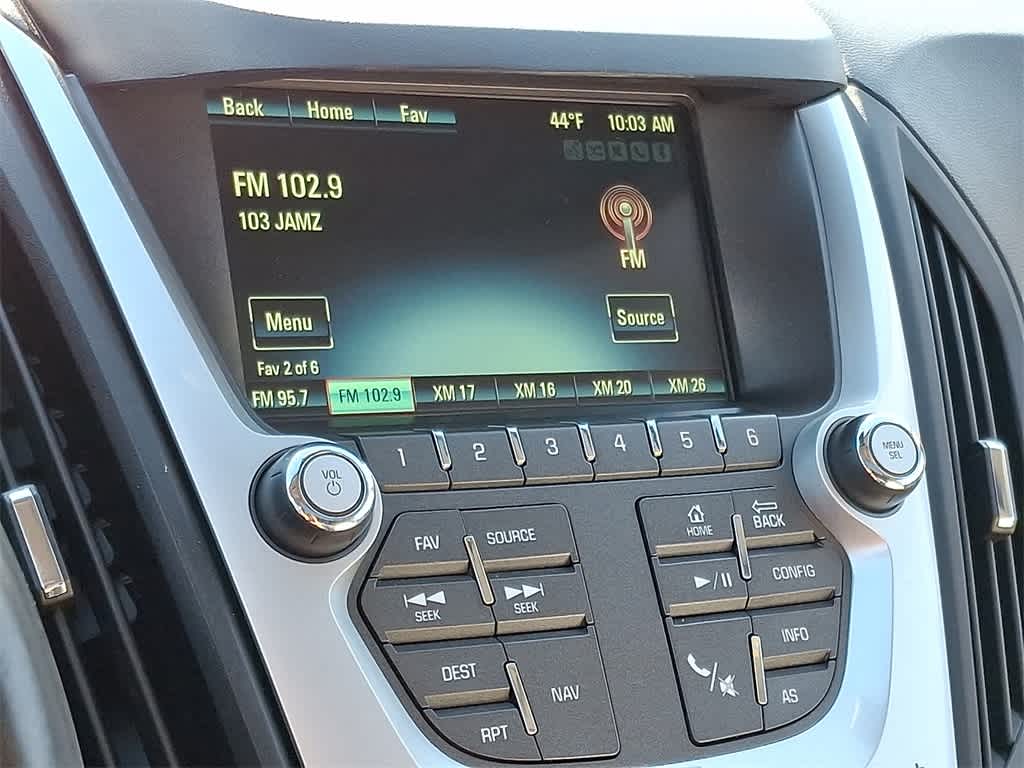 Back Home Fav 44°F 10:03 AM
FM 102.9
103 JAMZ
FM
Menu Source
Fav 2 of 6
FM 95.7 FM 102.9 XM 17 XM 16 XM 20 XM 26
1 2 3 4 5 6
VOL
MENU
SEL
FAV SOURCE
HOME BACK
SEEK SEEK
CONFIG
DEST NAV
INFO
RPT
AS